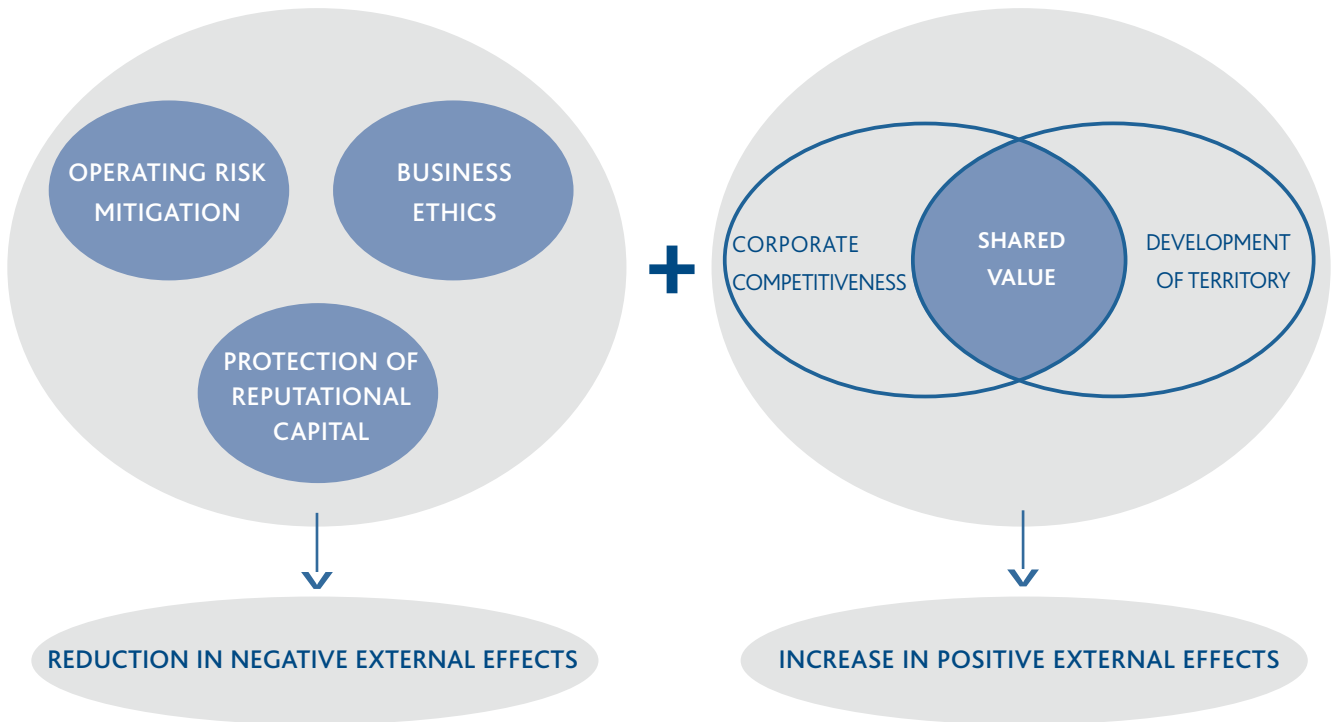 OPERATING RISK
MITIGATION
BUSINESS
ETHICS
PROTECTION OF
REPUTATIONAL
CAPITAL
+
CORPORATE
COMPETITIVENESS
SHARED
VALUE
DEVELOPMENT
OF TERRITORY
REDUCTION IN NEGATIVE EXTERNAL EFFECTS
INCREASE IN POSITIVE EXTERNAL EFFECTS